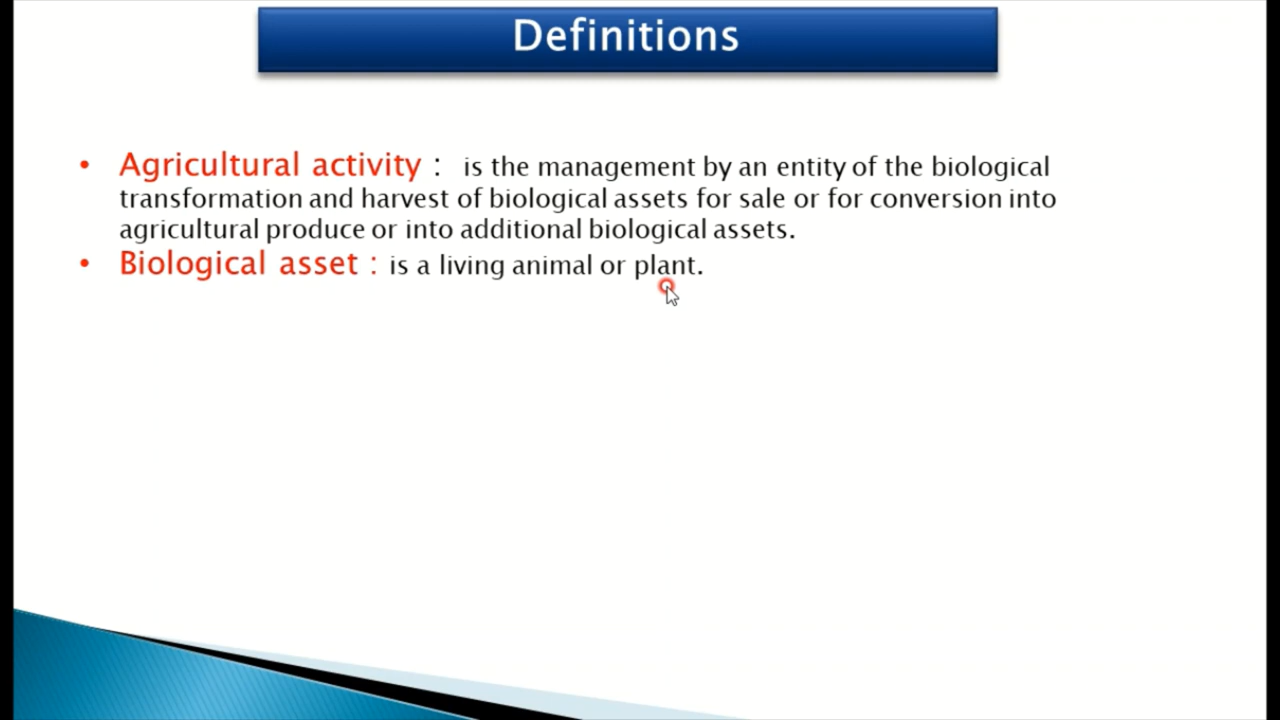 Definitions
• Agricultural activity : is the management by an entity of the biological
transformation and harvest of biological assets for sale or for conversion into
agricultural produce or into additional biological assets.
• Biological asset : is a living animal or plant.